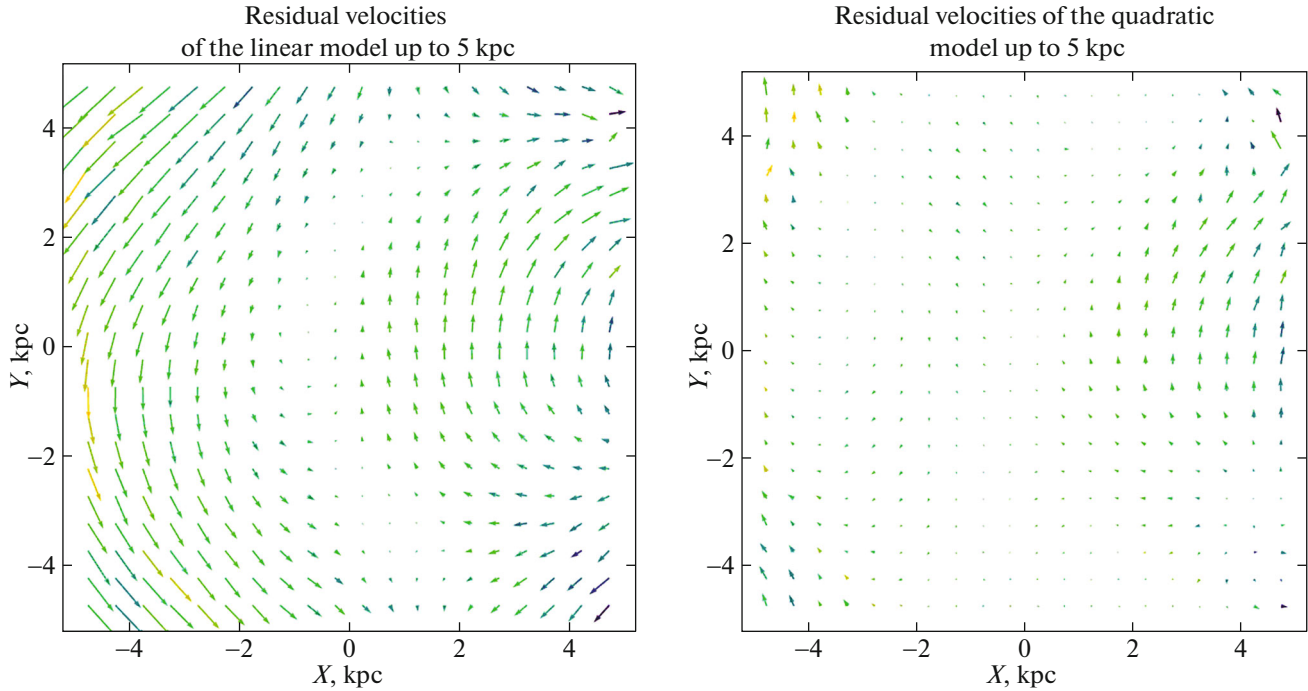 Residual velocities
of the linear model up to 5 kpc
4
2
0
−2
−4
Y, kpc
−4
−2
0
2
4
X, kpc
Residual velocities of the quadratic
model up to 5 kpc
4
2
0
−2
−4
Y, kpc
−4
−2
0
2
4
X, kpc